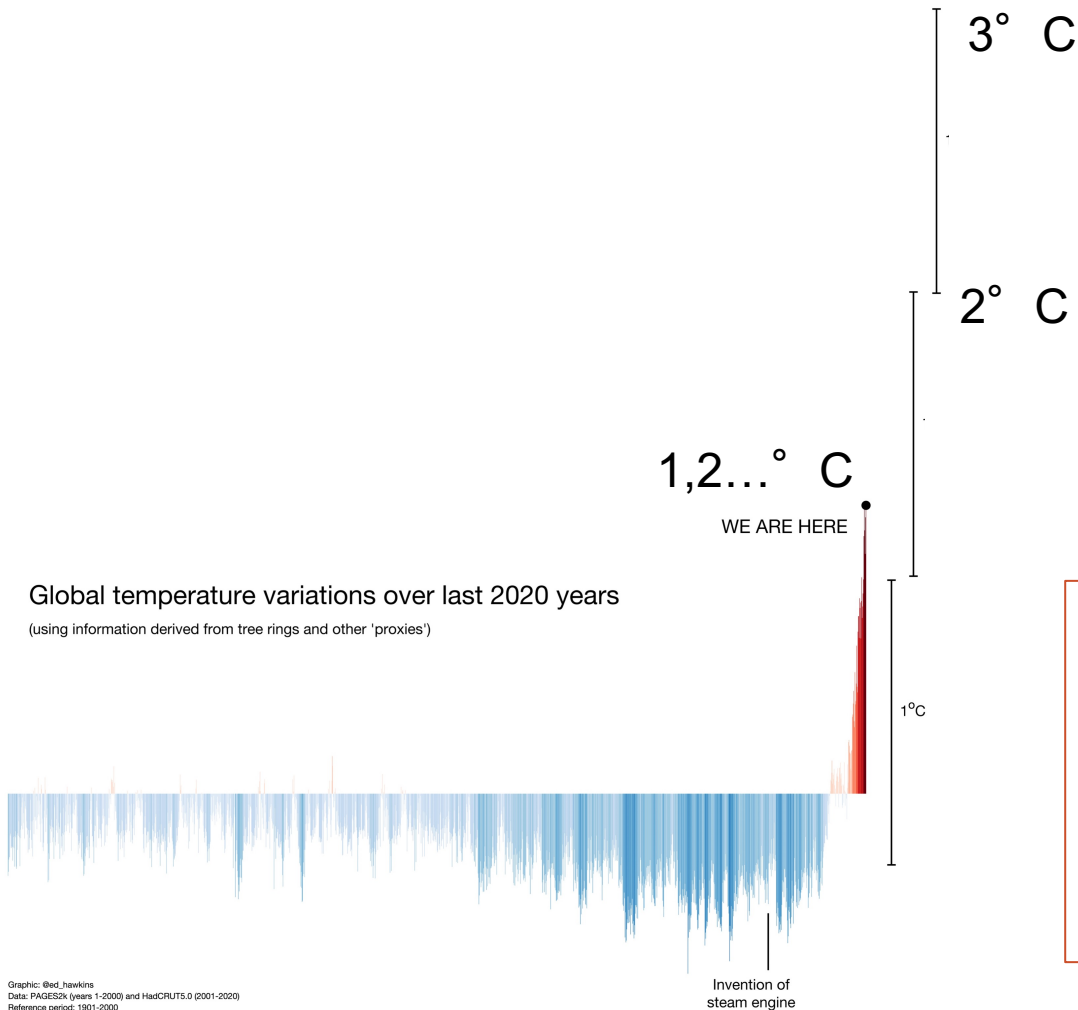 3° C
2° C
1,2...° C
WE ARE HERE
Global temperature variations over last 2020 years
(using information derived from tree rings and other 'proxies')
1°C
Invention of
steam engine
Graphic: @ed_hawkins
Data: PAGES2k (years 1-2000) and HadCRUT5.0 (2001-2020)
Reference period: 1901-2000